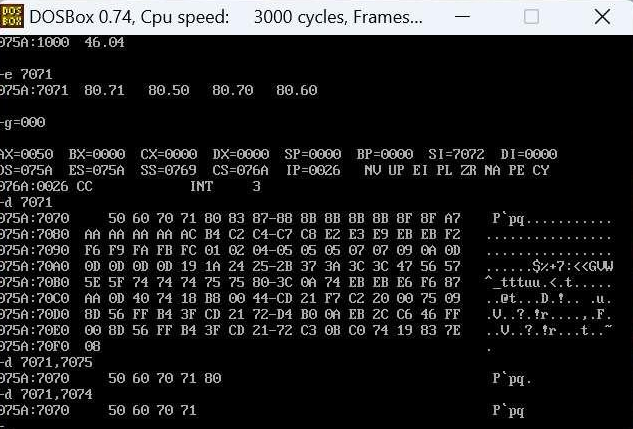 DOS
BOX
DOSBox 0.74, Cpu speed: 3000 cycles, Frames...
075A:1000 46.04
-e 7071
075A:7071 80.71 80.50 80.70 80.60
-g=000
AX=0050 BX=0000 CX=0000 DX=0000 SP=0000 BP=0000 SI=7072 DI=0000
DS=075A ES=075A SS=0769 CS=076A IP=0026 NV UP EI PL ZR NA PE CY
076A:0026 CC INT 3
-d 7071
075A:7070 50 60 70 71 80 83 87-88 8B 8B 8B 8B 8F 8F A7 P`pq...........
075A:7080 AA AA AA AA AC B4 C2 C4-C7 C8 E2 E3 E9 EB EB F2 ................
075A:7090 F6 F9 FA FB FC 01 02 04-05 05 05 07 07 09 0A 0D ................
075A:70A0 0D 0D 0D 0D 19 1A 24 25-2B 37 3A 3C 3C 47 56 57 ......$%+7:<<GVW
075A:70B0 5E 5F 74 74 74 75 75 80-3C 0A 74 EB EB E6 F6 87 ^_tttuu.<.t.....
075A:70C0 AA 0D 40 74 18 B8 00 44-CD 21 F7 C2 20 00 75 09 ..@t...D.!.. .u.
075A:70D0 8D 56 FF B4 3F CD 21 72-D4 B0 0A EB 2C C6 46 FF .V..?.!r....,.F.
075A:70E0 00 8D 56 FF B4 3F CD 21-72 C3 0B C0 74 19 83 7E ..V..?.!r...t..~
075A:70F0 08 .
-d 7071,7075
075A:7070 50 60 70 71 80 P`pq.
-d 7071,7074
075A:7070 50 60 70 71 P`pq